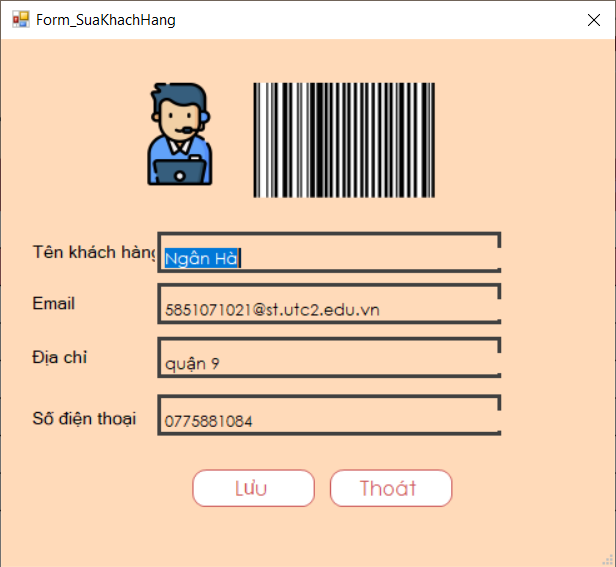 Form_SuaKhachHang
Tên khách hàng Ngân Hà
Email 5851071021@st.utc2.edu.vn
Địa chỉ quận 9
Số điện thoại 0775881084
Lưu Thoát